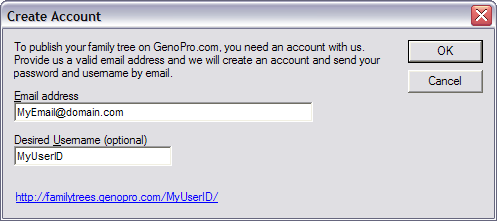 Create Account
To publish your family tree on GenoPro.com, you need an account with us.
Provide us a valid email address and we will create an account and send your
password and username by email.
OK
Cancel
Email address
MyEmail@domain.com
Desired Username (optional)
MyUserID
http://familytrees.genopro.com/MyUserID/